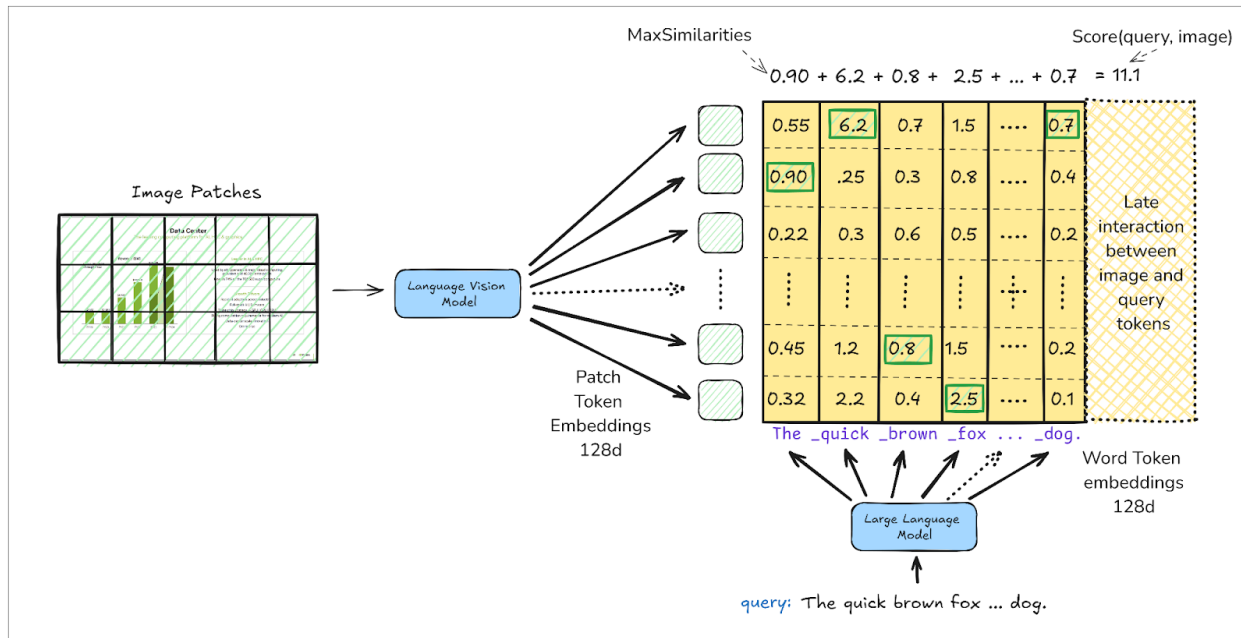 MaxSimilarities
Score(query, image)
0.90 + 6.2 + 0.8 + 2.5 + ... + 0.7 = 11.1
Image Patches
Data Center
Language Vision
Model
Patch
Token
Embeddings
128d
0.55 6.2 0.7 1.5 .... 0.7
0.90 .25 0.3 0.8 .... 0.4
0.22 0.3 0.6 0.5 .... 0.2
0.45 1.2 0.8 1.5 .... 0.2
0.32 2.2 0.4 2.5 .... 0.1
Late
interaction
between
image and
query
tokens
The _quick _brown _fox ... _dog.
Word Token
embeddings
128d
Large Language
Model
query: The quick brown fox ... dog.